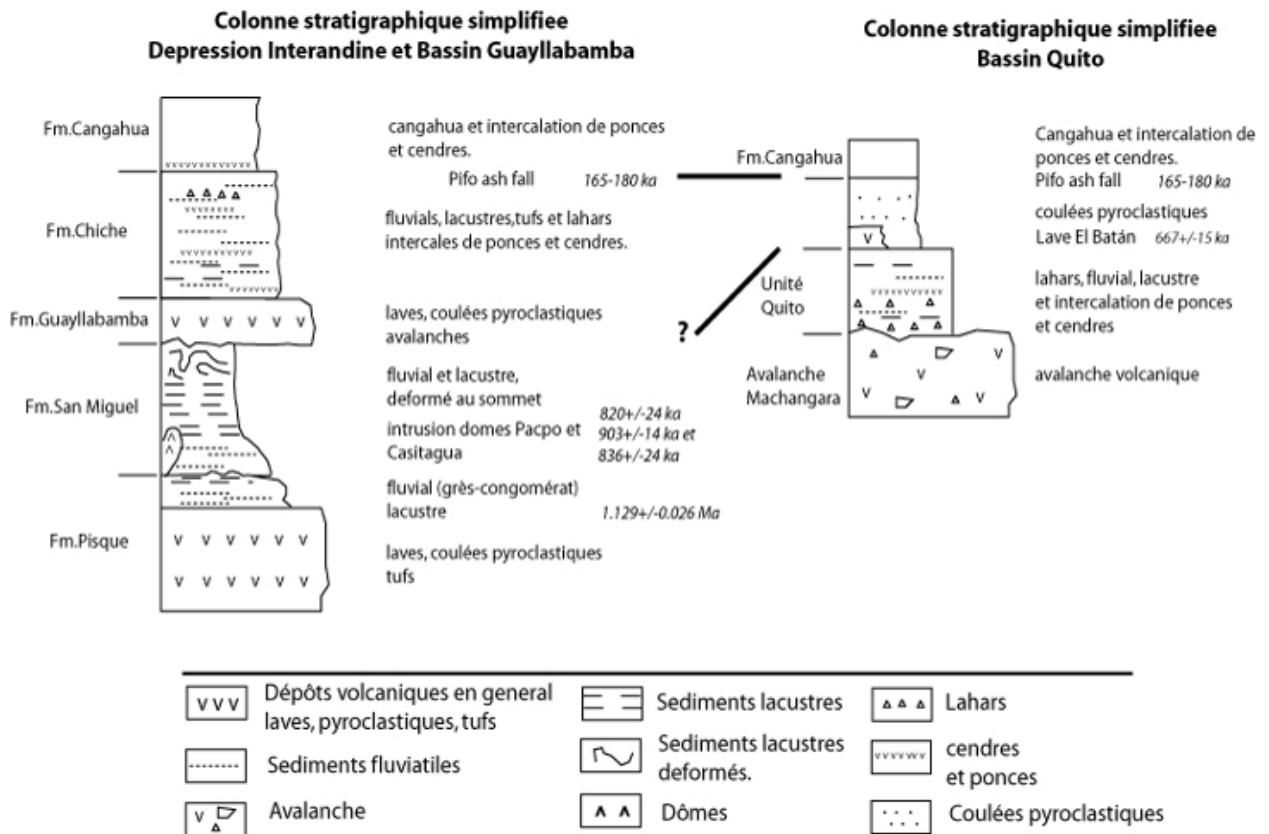 Colonne stratigraphique simplifiee
Depression Interandine et Bassin Guayllabamba
Fm.Cangahua
cangahua et intercalation de ponces
et cendres.
Pifo ash fall 165-180 ka
Fm.Chiche
fluvials, lacustres,tufs et lahars
intercales de ponces et cendres.
Fm.Guayllabamba
laves, coulées pyroclastiques
avalanches
?
Fm.San Miguel
fluvial et lacustre,
deformé au sommet
820+/-24 ka
intrusion domes Pacpo et
903+/-14 ka et
Casitagua
836+/-24 ka
fluvial (grès-congomérat)
lacustre
1.129+/-0.026 Ma
Fm.Pisque
laves, coulées pyroclastiques
tufs
Colonne stratigraphique simplifiee
Bassin Quito
Fm.Cangahua
Cangahua et intercalation de
ponces et cendres.
Pifo ash fall 165-180 ka
coulées pyroclastiques
Lave El Batán 667+/-15 ka
Unité
Quito
lahars, fluvial, lacustre
et intercalation de ponces
et cendres
Avalanche
Machangara
avalanche volcanique
Dépôts volcaniques en general
laves, pyroclastiques, tufs
Sediments fluviatiles
Avalanche
Sediments lacustres
Sediments lacustres
deformés.
Dômes
Lahars
cendres
et ponces
Coulées pyroclastiques